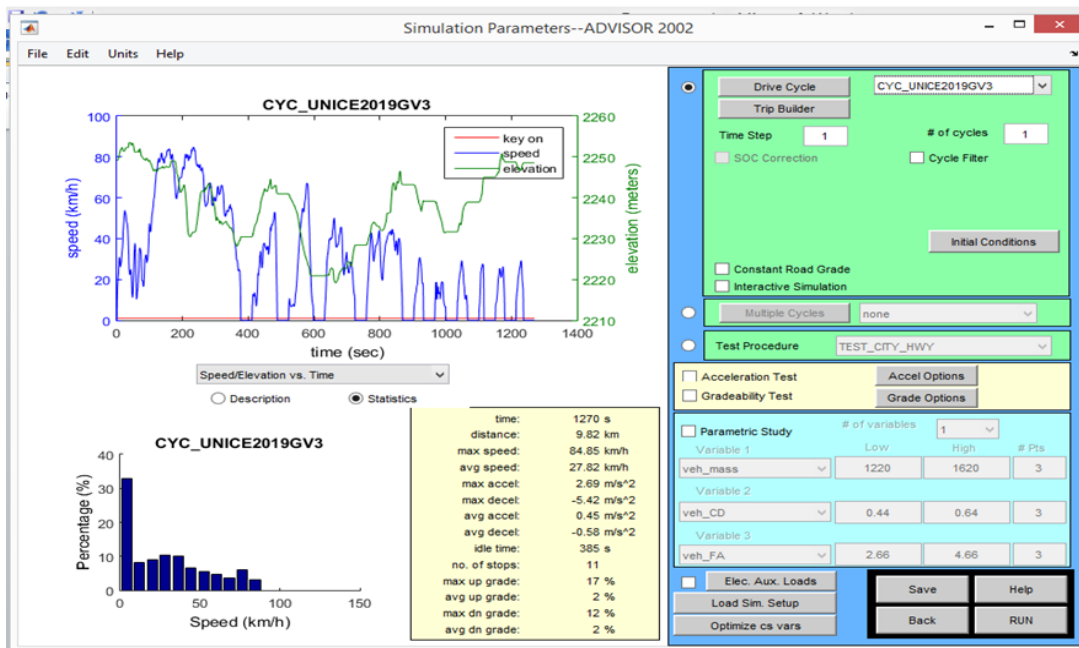 Simulation Parameters--ADVISOR 2002
File Edit Units Help
CYC_UNICE2019GV3
100
80
60
40
20
0
speed (km/h)
key on
speed
elevation
2260
2250
2240
2230
2220
2210
elevation (meters)
0 200 400 600 800 1000 1200 1400
time (sec)
Speed/Elevation vs. Time
Description Statistics
CYC_UNICE2019GV3
40
30
20
10
0
Percentage (%)
0 50 100 150
Speed (km/h)
time: 1270 s
distance: 9.82 km
max speed: 84.85 km/h
avg speed: 27.82 km/h
max accel: 2.69 m/s^2
max decel: -5.42 m/s^2
avg accel: 0.45 m/s^2
avg decel: -0.58 m/s^2
idle time: 385 s
no. of stops: 11
max up grade: 17 %
avg up grade: 2 %
max dn grade: 12 %
avg dn grade: 2 %
Drive Cycle CYC_UNICE2019GV3
Trip Builder
Time Step 1 # of cycles 1
SOC Correction Cycle Filter
Initial Conditions
Constant Road Grade
Interactive Simulation
Multiple Cycles none
Test Procedure TEST_CITY_HWY
Acceleration Test Accel Options
Gradeability Test Grade Options
Parametric Study # of variables 1
Variable 1 Low High # Pts
veh_mass 1220 1620 3
Variable 2
veh_CD 0.44 0.64 3
Variable 3
veh_FA 2.66 4.66 3
Elec. Aux. Loads
Load Sim. Setup
Optimize cs vars
Save Help
Back RUN